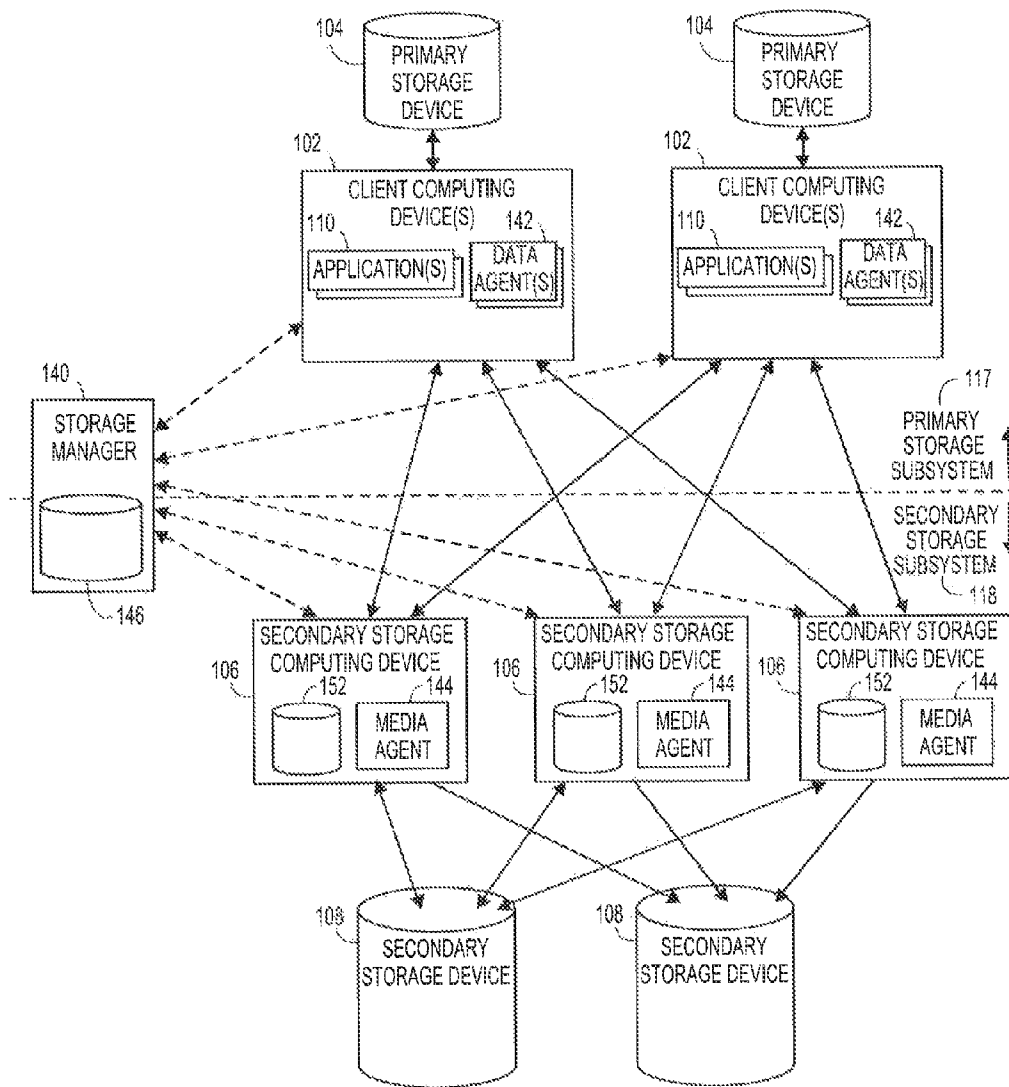 104
PRIMARY
STORAGE
DEVICE
104
PRIMARY
STORAGE
DEVICE
102
CLIENT COMPUTING
DEVICE(S)
110
142
APPLICATION(S)
DATA
AGENT(S)
102
CLIENT COMPUTING
DEVICE(S)
110
142
APPLICATION(S)
DATA
AGENT(S)
140
STORAGE
MANAGER
146
117
PRIMARY
STORAGE
SUBSYSTEM
SECONDARY
STORAGE
SUBSYSTEM
118
SECONDARY STORAGE
COMPUTING DEVICE
106
152
144
MEDIA
AGENT
SECONDARY STORAGE
COMPUTING DEVICE
106
152
144
MEDIA
AGENT
SECONDARY STORAGE
COMPUTING DEVICE
106
152
144
MEDIA
AGENT
108
SECONDARY
STORAGE DEVICE
108
SECONDARY
STORAGE DEVICE